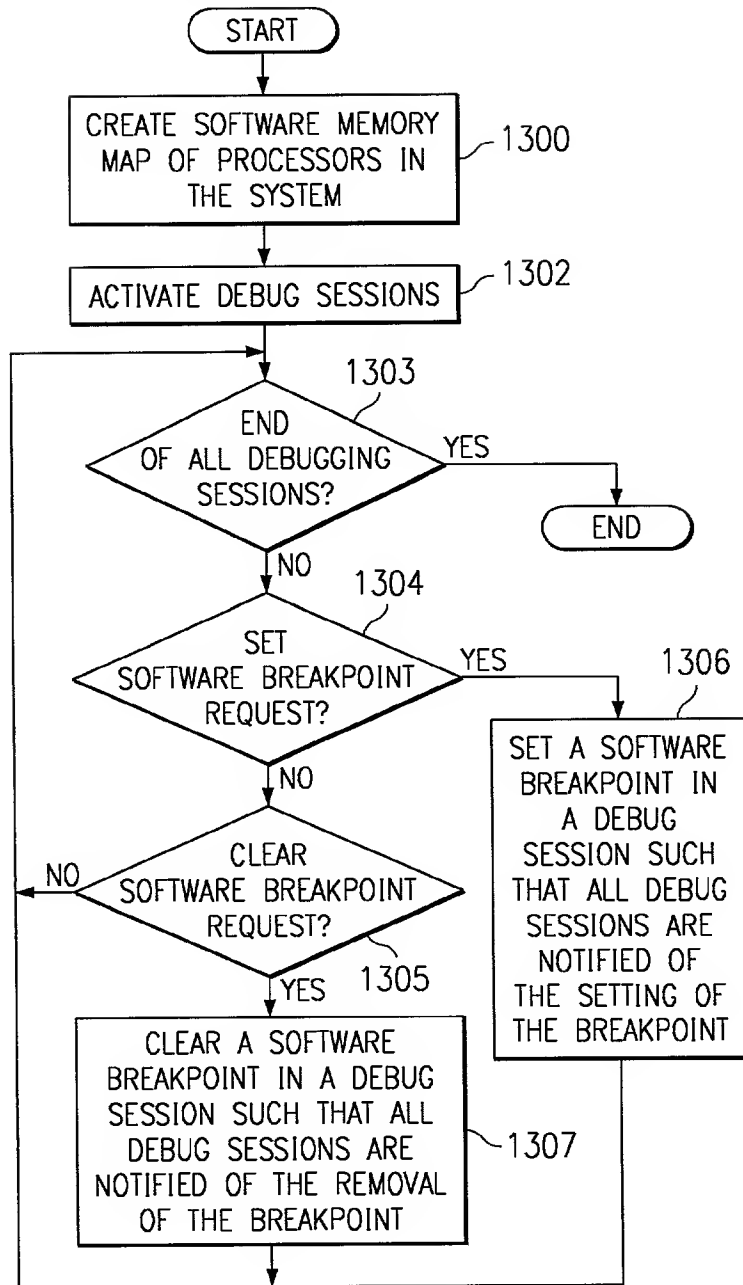 START
CREATE SOFTWARE MEMORY
MAP OF PROCESSORS IN
THE SYSTEM
1300
ACTIVATE DEBUG SESSIONS
1302
1303
END
OF ALL DEBUGGING
SESSIONS?
YES
END
NO
1304
SET
SOFTWARE BREAKPOINT
REQUEST?
YES
1306
SET A SOFTWARE
BREAKPOINT IN
A DEBUG
SESSION SUCH
THAT ALL DEBUG
SESSIONS ARE
NOTIFIED OF
THE SETTING OF
THE BREAKPOINT
NO
CLEAR
SOFTWARE BREAKPOINT
REQUEST?
NO
1305
YES
CLEAR A SOFTWARE
BREAKPOINT IN A DEBUG
SESSION SUCH THAT ALL
DEBUG SESSIONS ARE
NOTIFIED OF THE REMOVAL
OF THE BREAKPOINT
1307